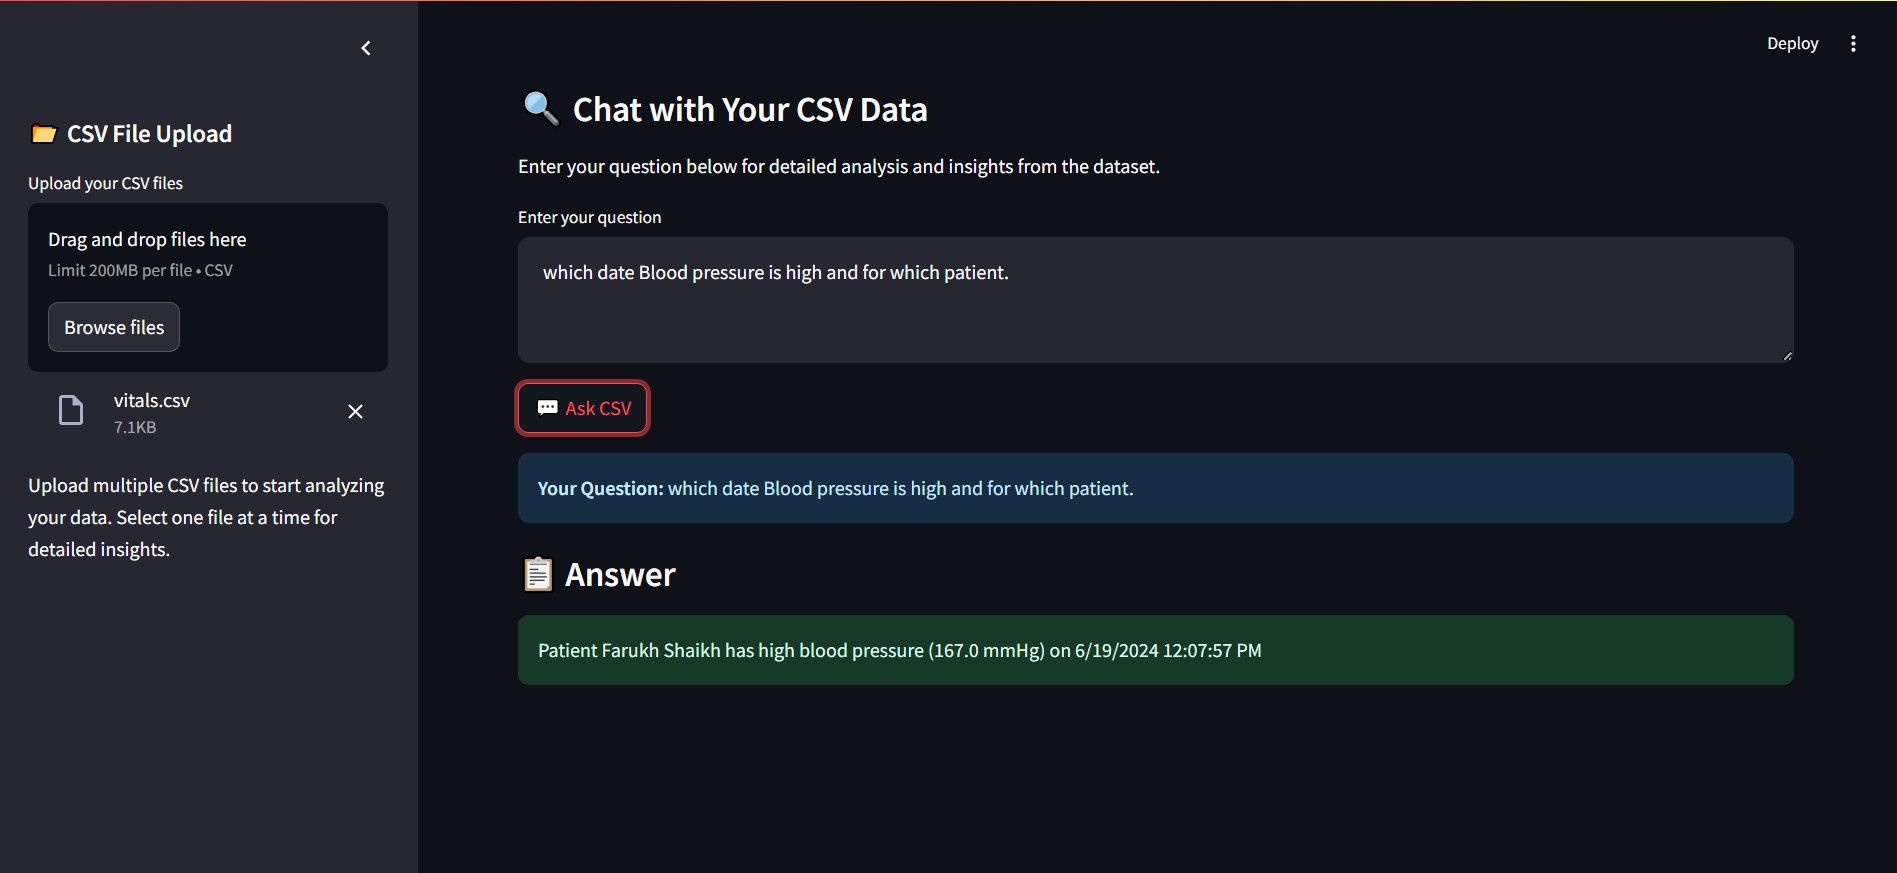 CSV File Upload
Upload your CSV files
Drag and drop files here
Limit 200MB per file • CSV
Browse files
vitals.csv
7.1KB
Upload multiple CSV files to start analyzing
your data. Select one file at a time for
detailed insights.
Deploy
Chat with Your CSV Data
Enter your question below for detailed analysis and insights from the dataset.
Enter your question
which date Blood pressure is high and for which patient.
Ask CSV
Your Question: which date Blood pressure is high and for which patient.
Answer
Patient Farukh Shaikh has high blood pressure (167.0 mmHg) on 6/19/2024 12:07:57 PM